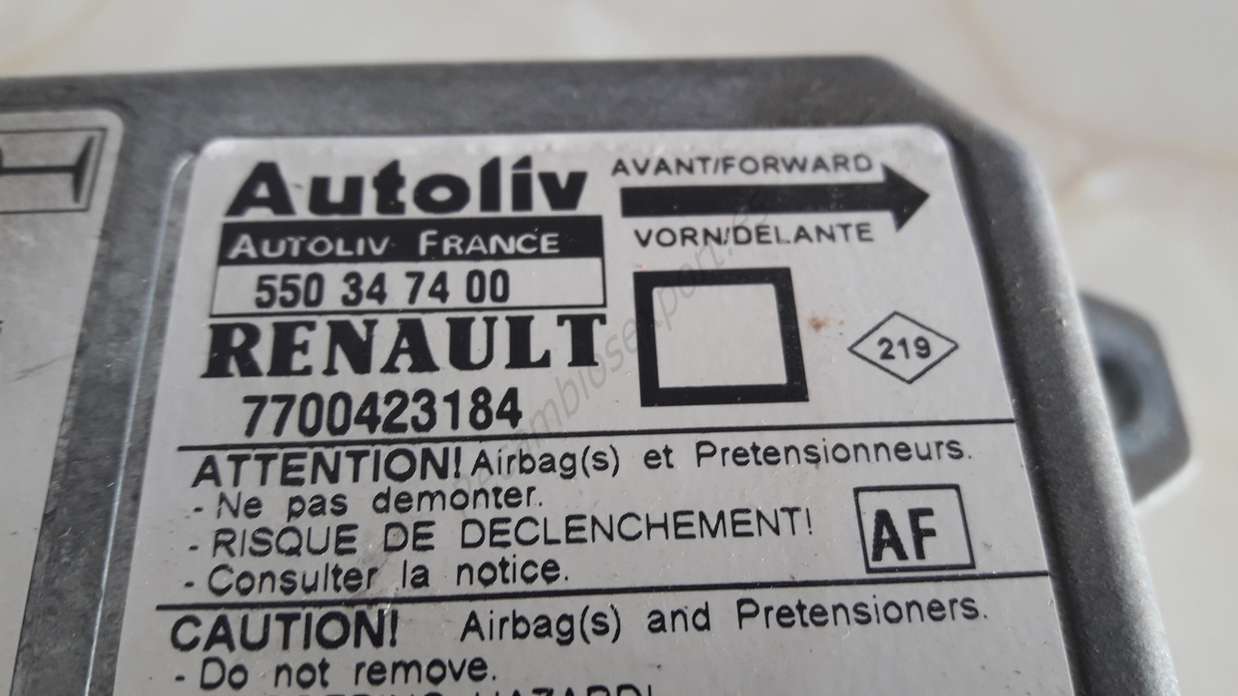 Autoliv
AUTOLIV FRANCE
550 34 74 00
RENAULT
7700423184
AVANT/FORWARD
VORN/DELANTE
219
ATTENTION! Airbag(s) et Pretensionneurs.
- Ne pas demonter.
- RISQUE DE DECLENCHEMENT!
- Consulter la notice.
AF
CAUTION! Airbag(s) and Pretensioners.
- Do not remove.